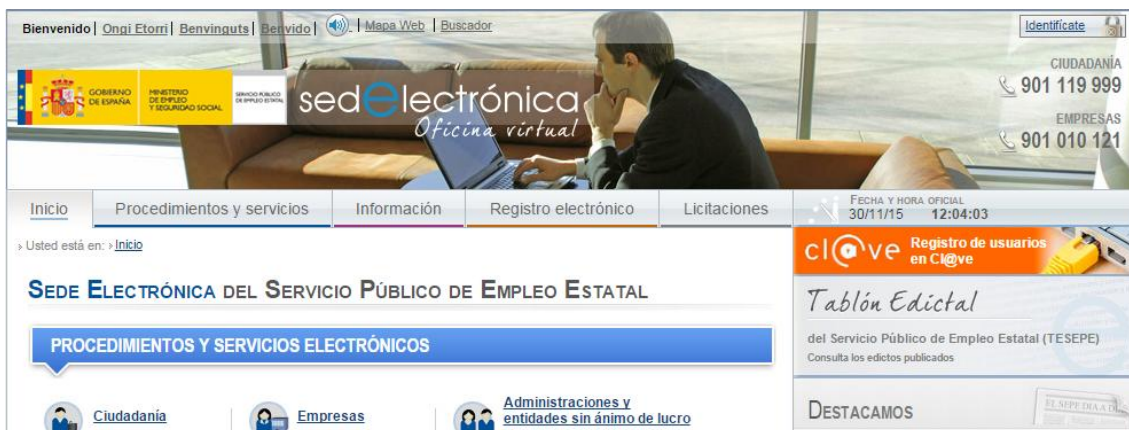 Bienvenido | Ongi Etorri | Benvinguts | Benvido | Mapa Web | Buscador
Identifícate
CIUDADANÍA
901 119 999
EMPRESAS
901 010 121
GOBIERNO
DE ESPAÑA
MINISTERIO
DE EMPLEO
Y SEGURIDAD SOCIAL
SERVICIO PÚBLICO
DE EMPLEO ESTATAL
sedelectrónica
Oficina virtual
Inicio Procedimientos y servicios Información Registro electrónico Licitaciones
FECHA Y HORA OFICIAL
30/11/15 12:04:03
› Usted está en: › Inicio
cl@ve Registro de usuarios
en Cl@ve
SEDE ELECTRÓNICA DEL SERVICIO PÚBLICO DE EMPLEO ESTATAL
Tablón Edictal
del Servicio Público de Empleo Estatal (TESEPE)
Consulta los edictos publicados
PROCEDIMIENTOS Y SERVICIOS ELECTRÓNICOS
Ciudadanía
Empresas
Administraciones y
entidades sin ánimo de lucro
DESTACAMOS
EL SEPE DIA A D